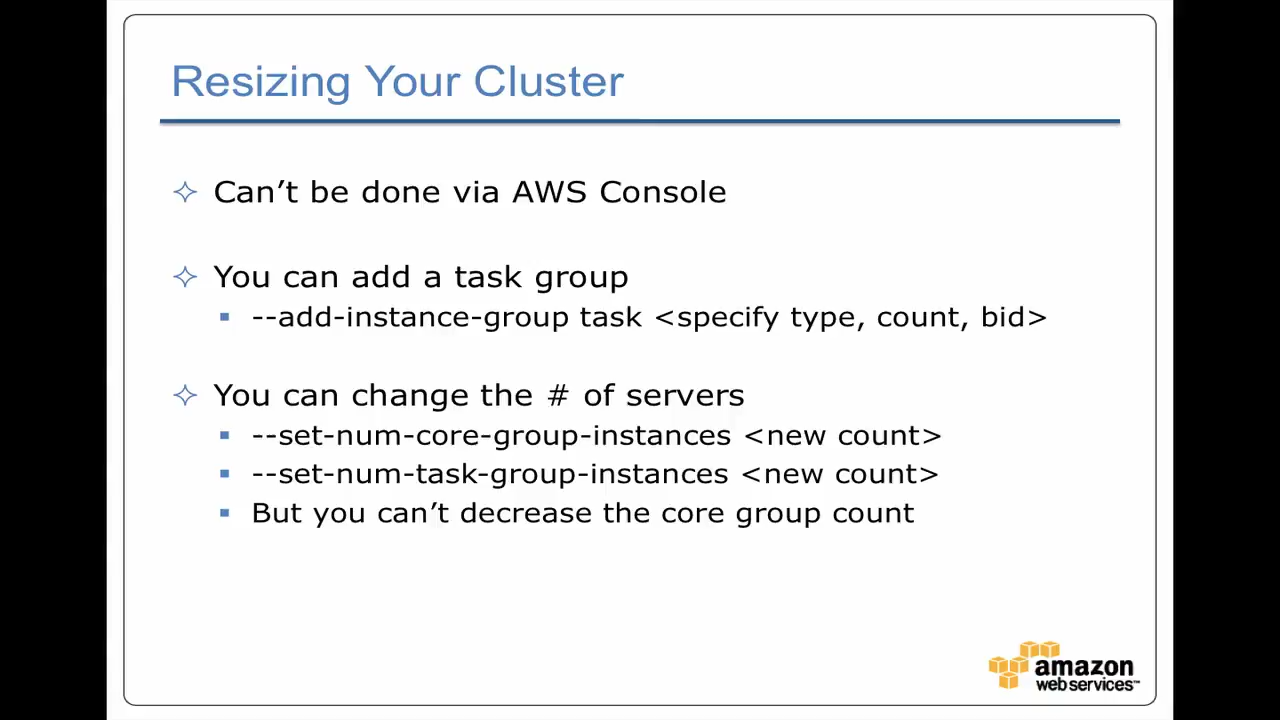 Resizing Your Cluster
Can’t be done via AWS Console
You can add a task group
--add-instance-group task <specify type, count, bid>
You can change the # of servers
--set-num-core-group-instances <new count>
--set-num-task-group-instances <new count>
But you can’t decrease the core group count
amazon
web services™